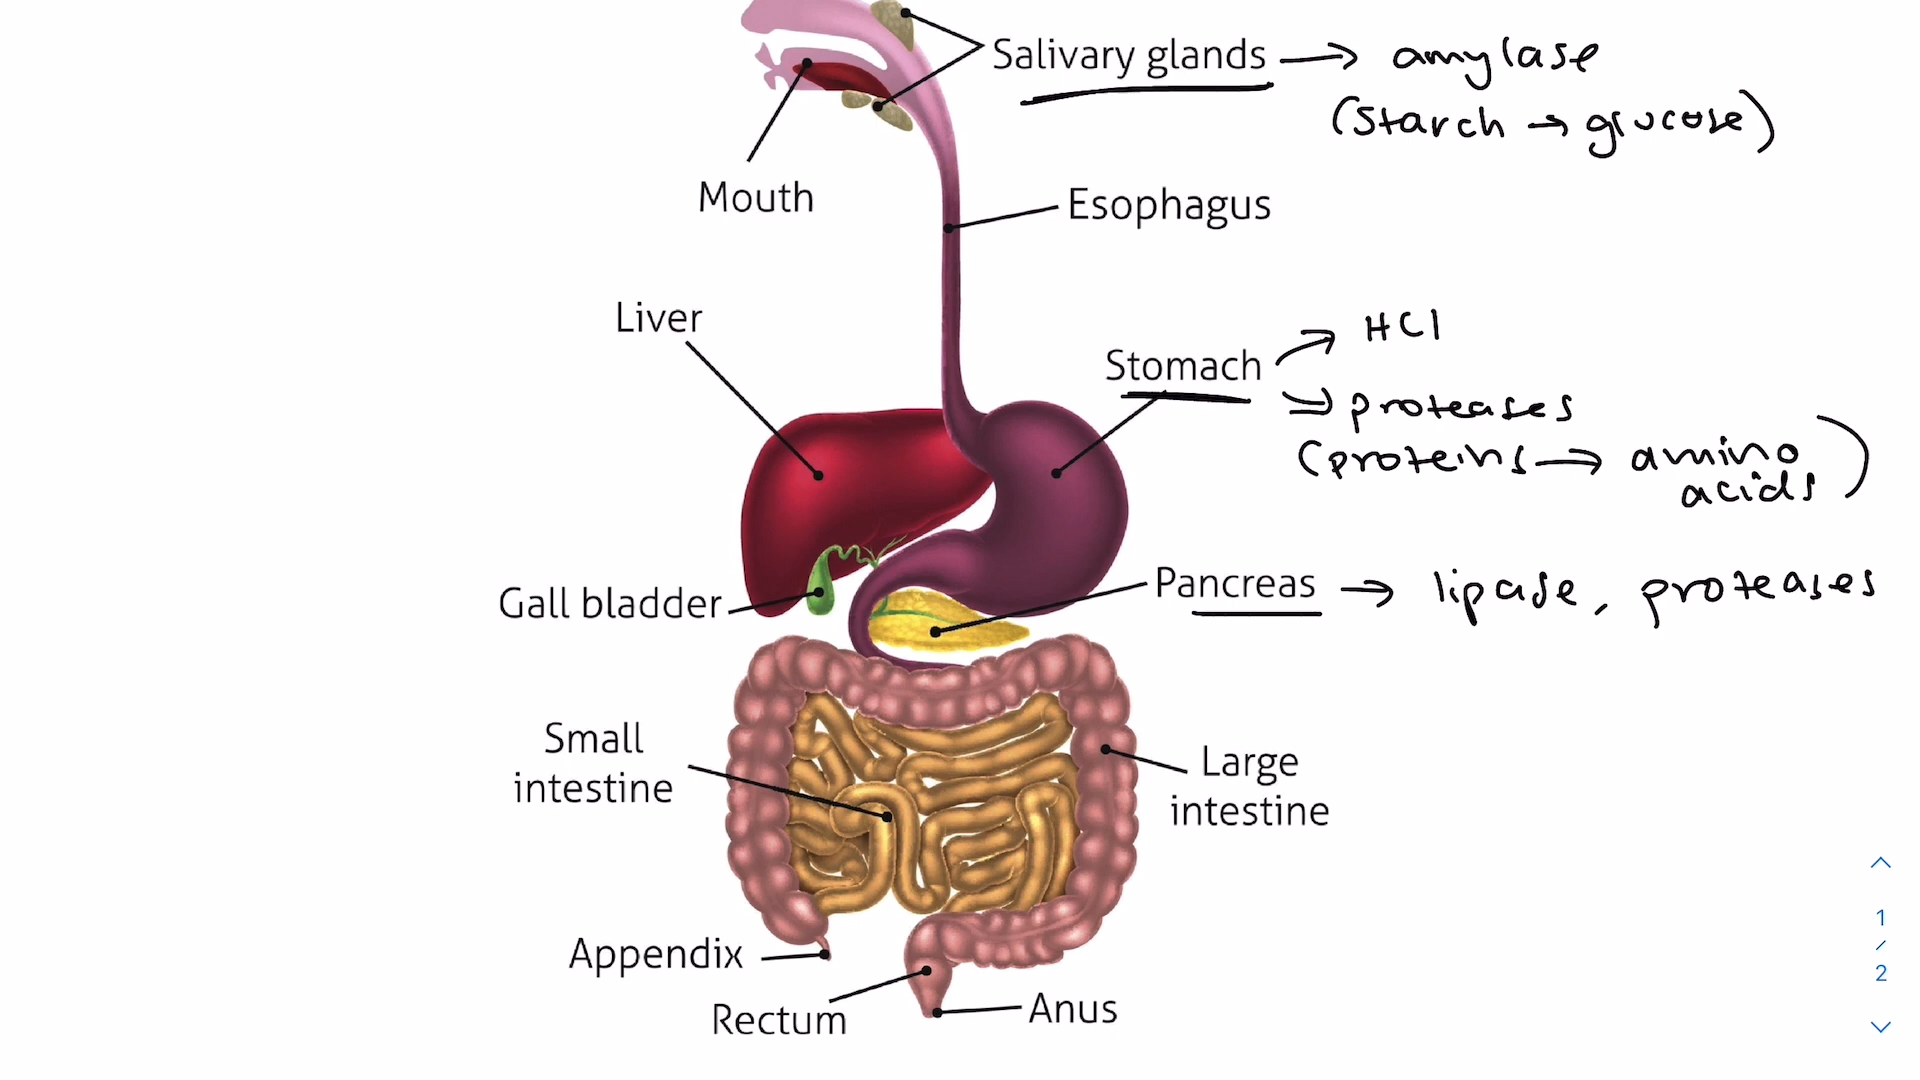 Salivary glands → amylase
(starch → glucose)
Mouth
Esophagus
Liver
HCl
Stomach
proteases
(proteins → amino
acids)
Pancreas → lipase, proteases
Gall bladder
Small
intestine
Large
intestine
1
/
2
Appendix
Rectum
Anus